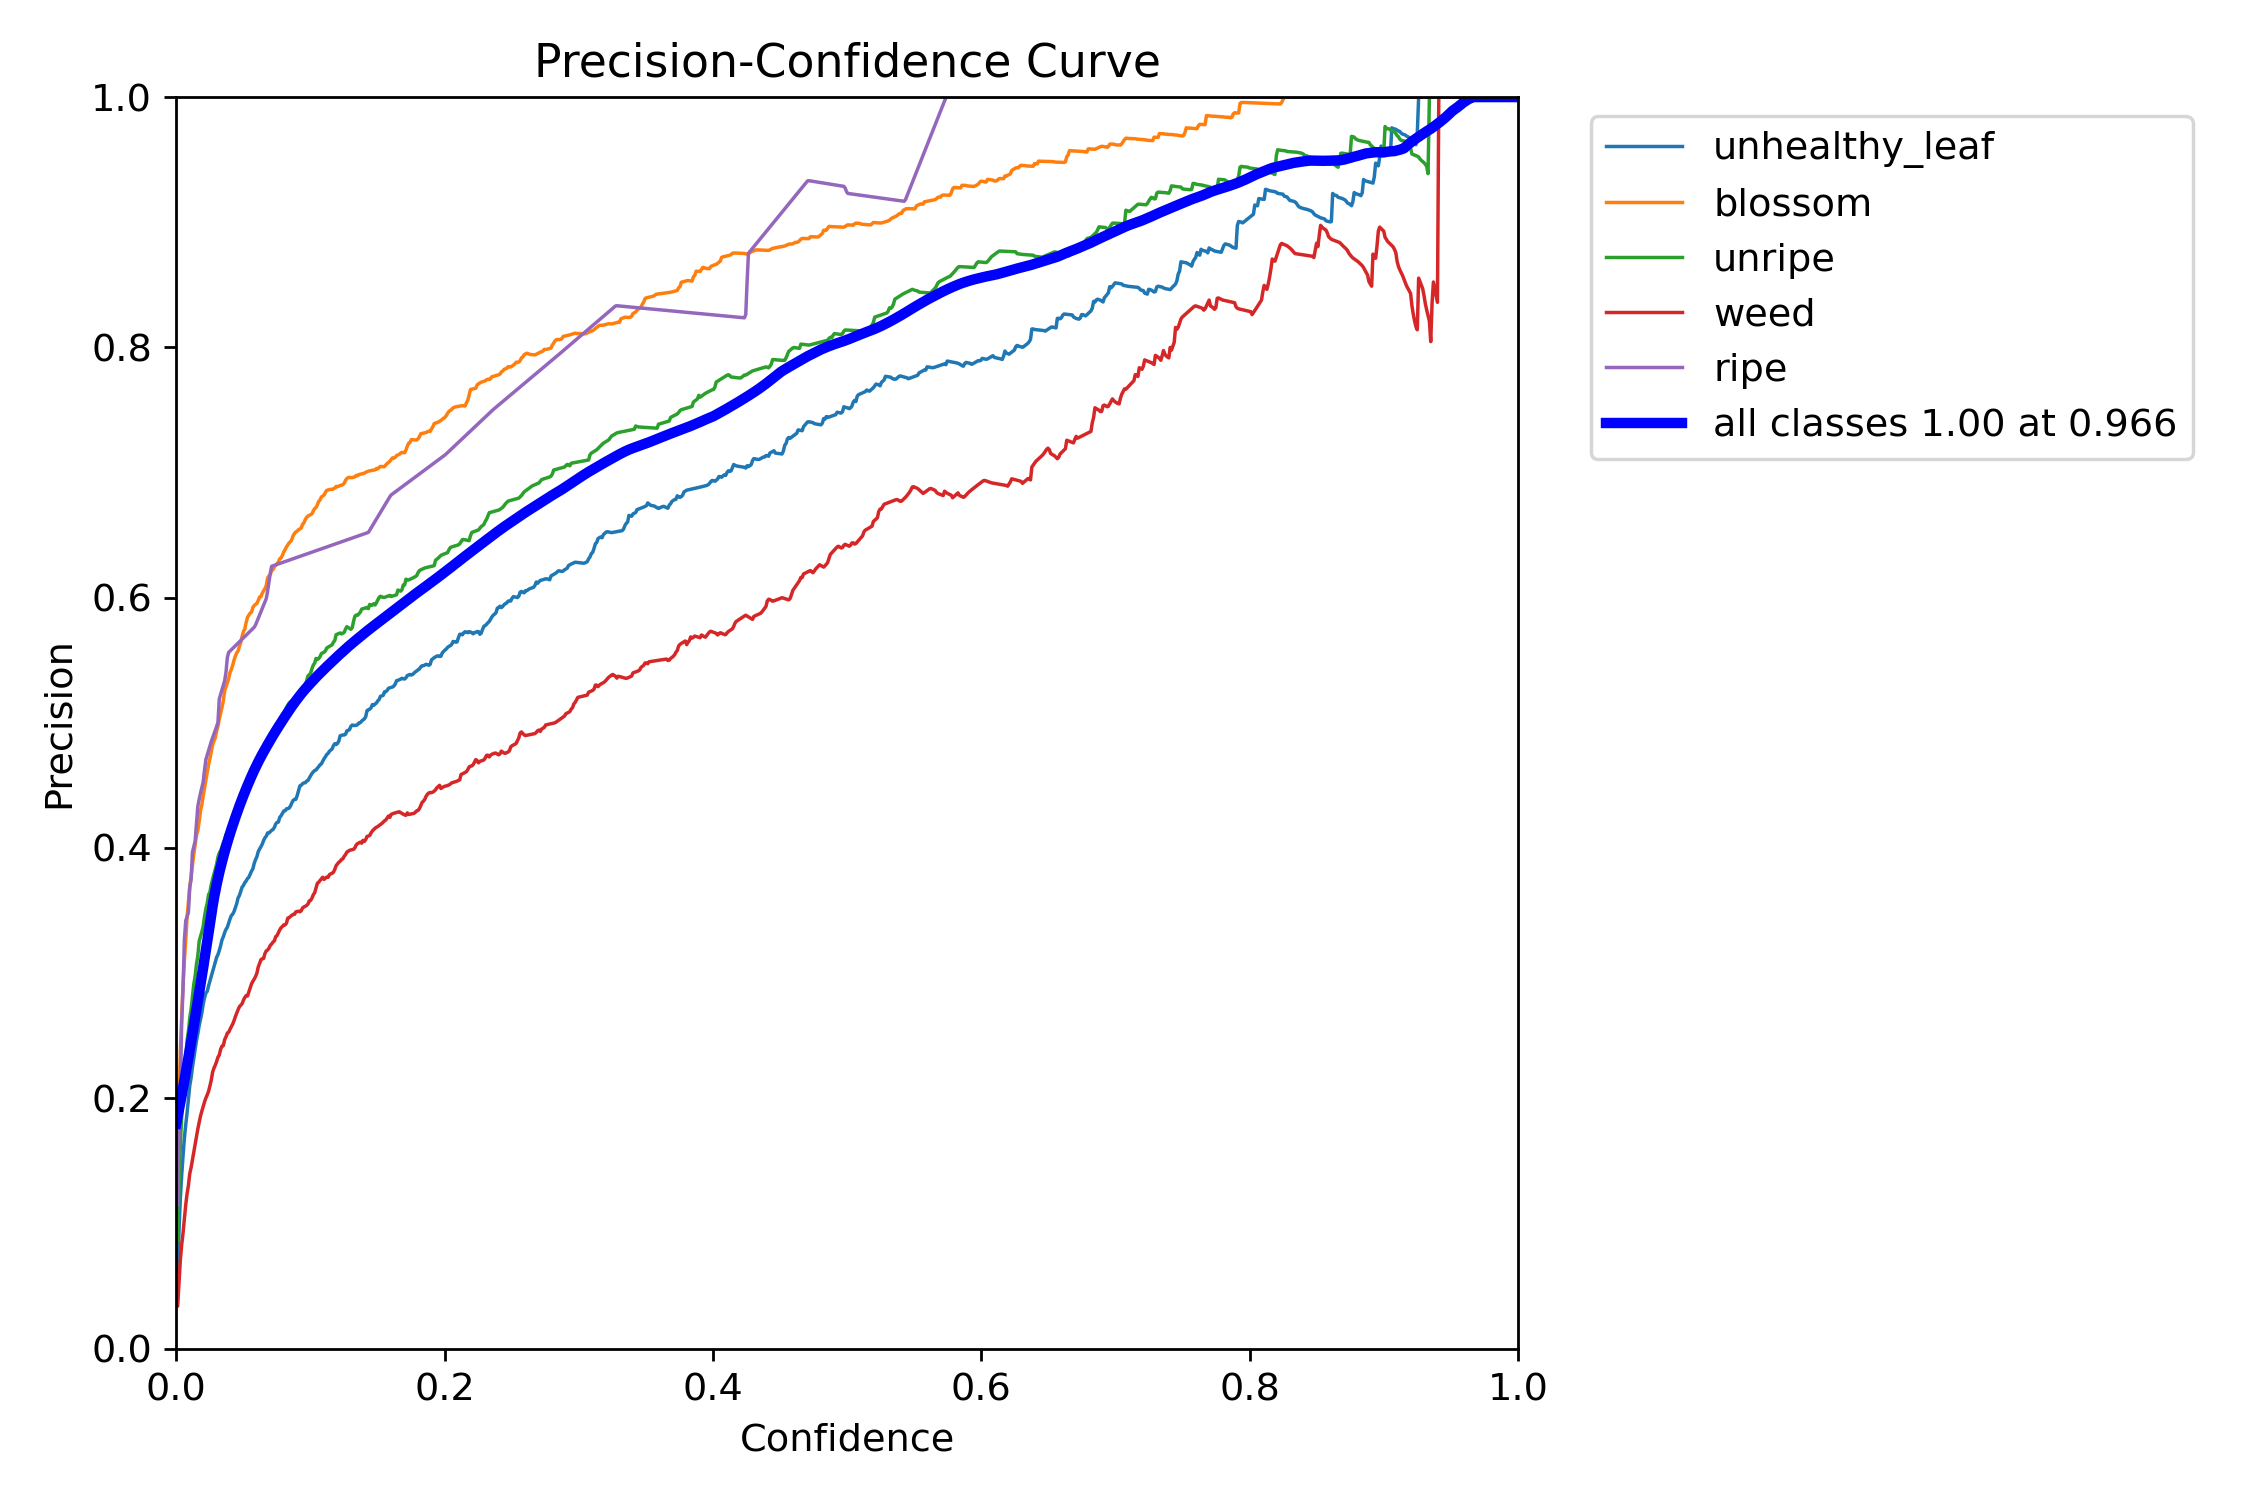 Precision-Confidence Curve
1.0
0.8
0.6
0.4
0.2
0.0
Precision
0.0 0.2 0.4 0.6 0.8 1.0
Confidence
unhealthy_leaf
blossom
unripe
weed
ripe
all classes 1.00 at 0.966